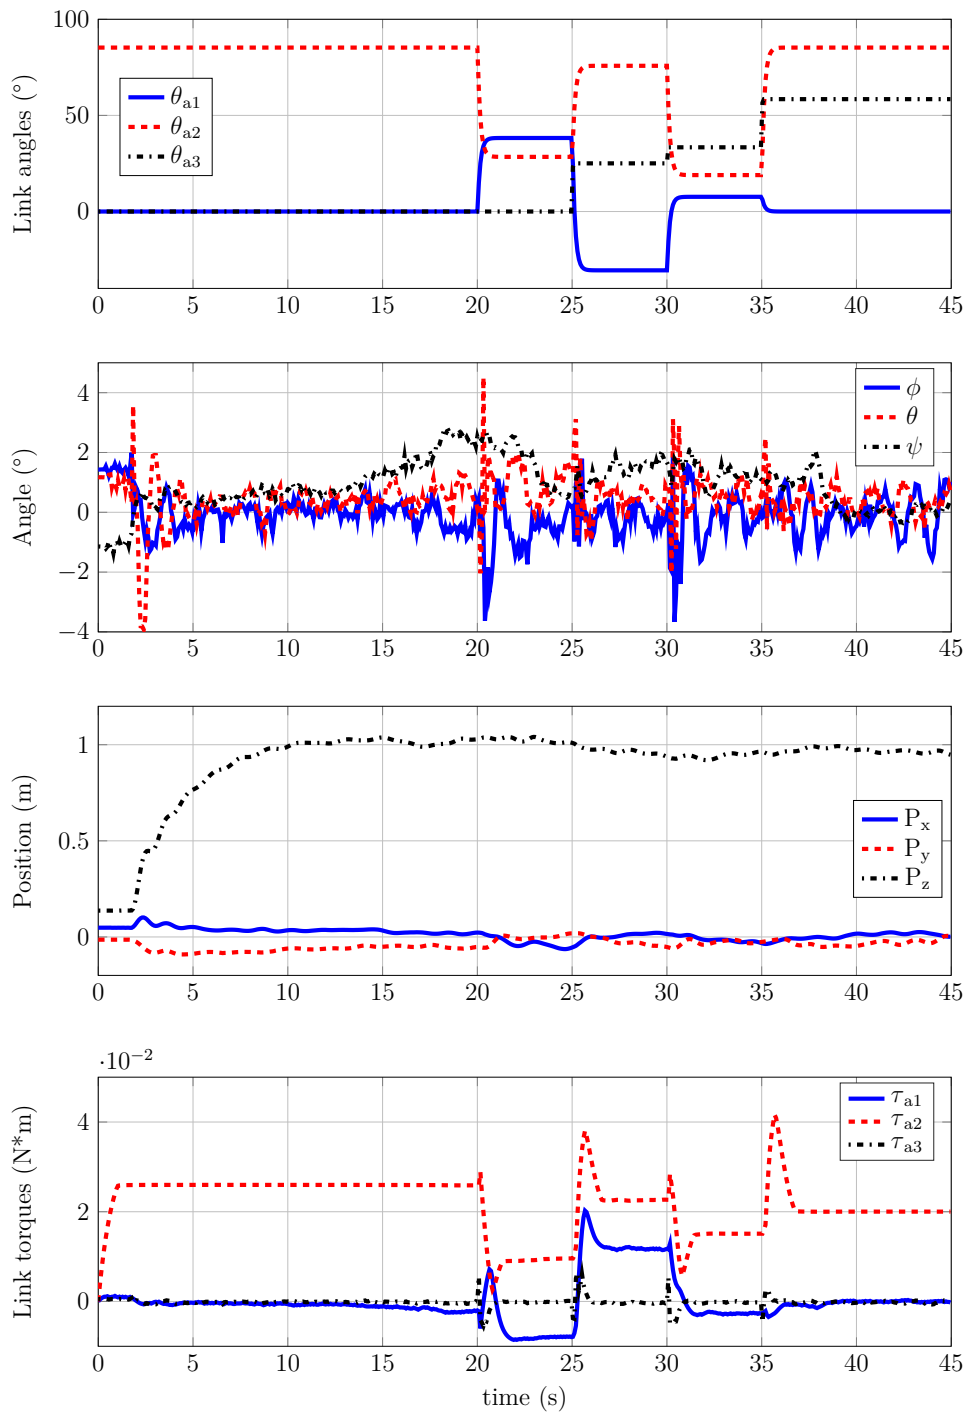 100
50
0
Link angles (°)
θa1
θa2
θa3
0 5 10 15 20 25 30 35 40 45
4
2
0
−2
−4
Angle (°)
ϕ
θ
ψ
0 5 10 15 20 25 30 35 40 45
1
0.5
0
Position (m)
Px
Py
Pz
0 5 10 15 20 25 30 35 40 45
·10−2
4
2
0
Link torques (N*m)
τa1
τa2
τa3
0 5 10 15 20 25 30 35 40 45
time (s)